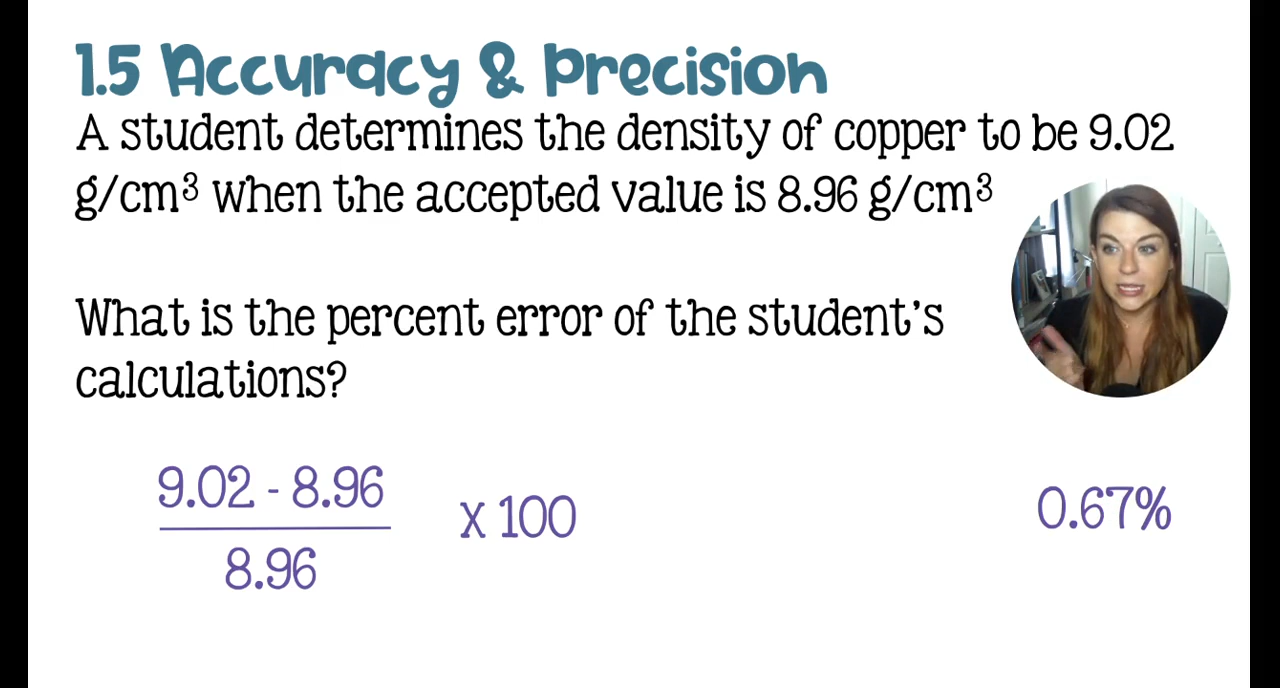 1.5 Accuracy & Precision
A student determines the density of copper to be 9.02
g/cm³ when the accepted value is 8.96 g/cm³
What is the percent error of the student's
calculations?
9.02 - 8.96
x 100
0.67%
8.96